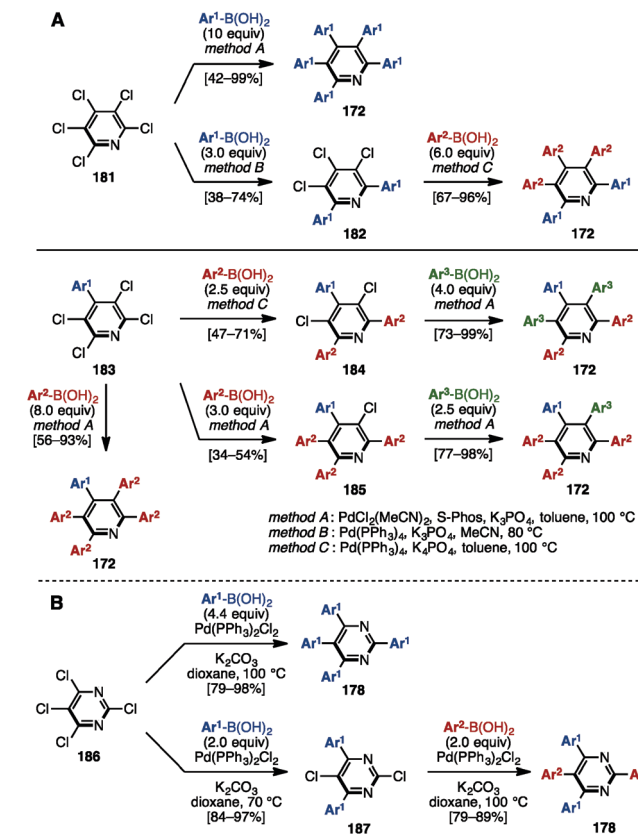 A
Ar¹-B(OH)₂
(10 equiv)
method A
[42–99%]
Ar¹
Ar¹
Ar¹
Ar¹
N
Ar¹
172
Cl
Cl
Cl
Cl
Cl
N
181
Ar¹-B(OH)₂
(3.0 equiv)
method B
[38–74%]
Cl
Cl
Cl
Ar¹
N
Ar¹
182
Ar²-B(OH)₂
(6.0 equiv)
method C
[67–96%]
Ar²
Ar²
Ar²
Ar¹
N
Ar¹
172
Ar¹
Cl
Cl
Cl
N
Cl
183
Ar²-B(OH)₂
(2.5 equiv)
method C
[47–71%]
Ar¹
Cl
Cl
Ar²
N
Ar²
184
Ar³-B(OH)₂
(4.0 equiv)
method A
[73–99%]
Ar¹
Ar³
Ar³
Ar²
N
Ar²
172
Ar²-B(OH)₂
(8.0 equiv)
method A
[56–93%]
Ar¹
Ar²
Ar²
Ar²
N
Ar²
172
Ar²-B(OH)₂
(3.0 equiv)
method A
[34–54%]
Ar¹
Cl
Ar²
Ar²
N
Ar²
185
Ar³-B(OH)₂
(2.5 equiv)
method A
[77–98%]
Ar¹
Ar³
Ar²
Ar²
N
Ar²
172
method A: PdCl₂(MeCN)₂, S-Phos, K₃PO₄, toluene, 100 °C
method B: Pd(PPh₃)₄, K₃PO₄, MeCN, 80 °C
method C: Pd(PPh₃)₄, K₄PO₄, toluene, 100 °C
B
Ar¹-B(OH)₂
(4.4 equiv)
Pd(PPh₃)₂Cl₂
K₂CO₃
dioxane, 100 °C
[79–98%]
Ar¹
N
Ar¹
Ar¹
N
Ar¹
178
Cl
N
Cl
Cl
N
Cl
186
Ar¹-B(OH)₂
(2.0 equiv)
Pd(PPh₃)₂Cl₂
K₂CO₃
dioxane, 70 °C
[84–97%]
Ar¹
N
Cl
Cl
N
Ar¹
187
Ar²-B(OH)₂
(2.0 equiv)
Pd(PPh₃)₂Cl₂
K₂CO₃
dioxane, 100 °C
[79–89%]
Ar¹
N
Ar²
N
Ar¹
178